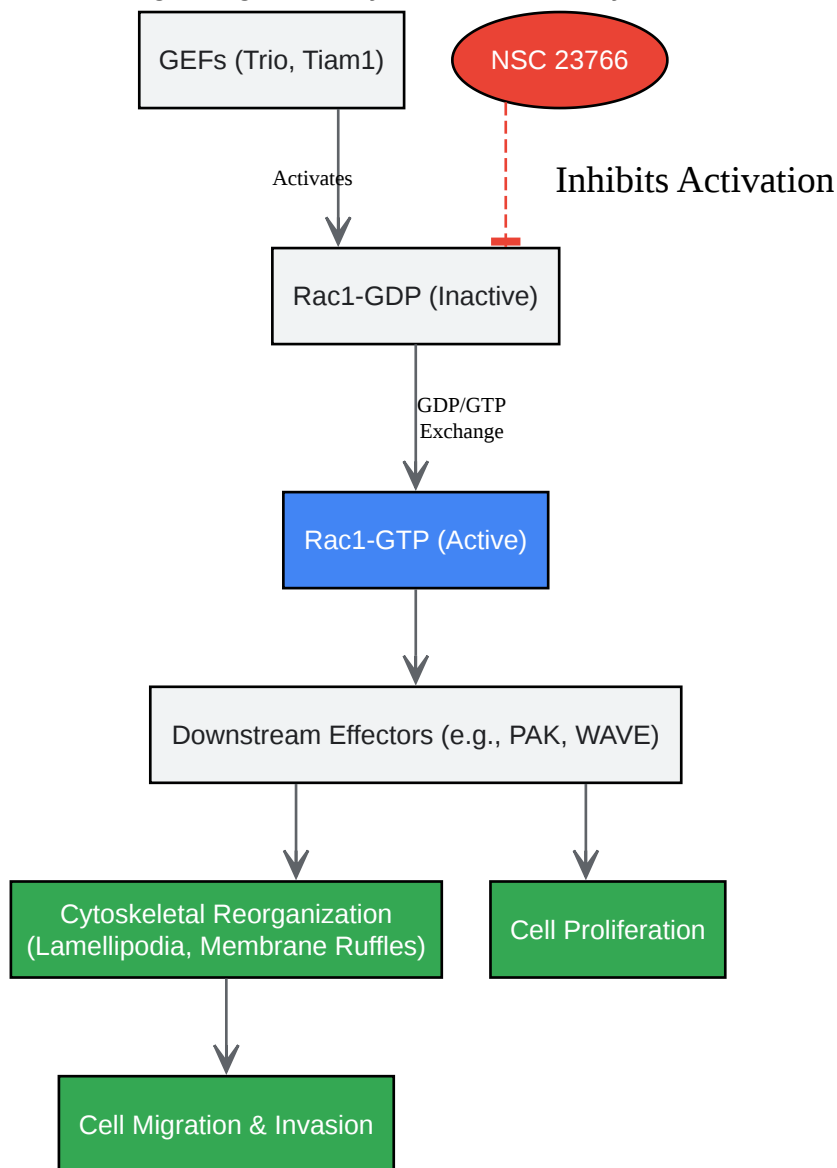 GEFs (Trio, Tiam1)
NSC 23766
Activates
Inhibits Activation
Rac1-GDP (Inactive)
GDP/GTP
Exchange
Rac1-GTP (Active)
Downstream Effectors (e.g., PAK, WAVE)
Cytoskeletal Reorganization
(Lamellipodia, Membrane Ruffles)
Cell Proliferation
Cell Migration & Invasion